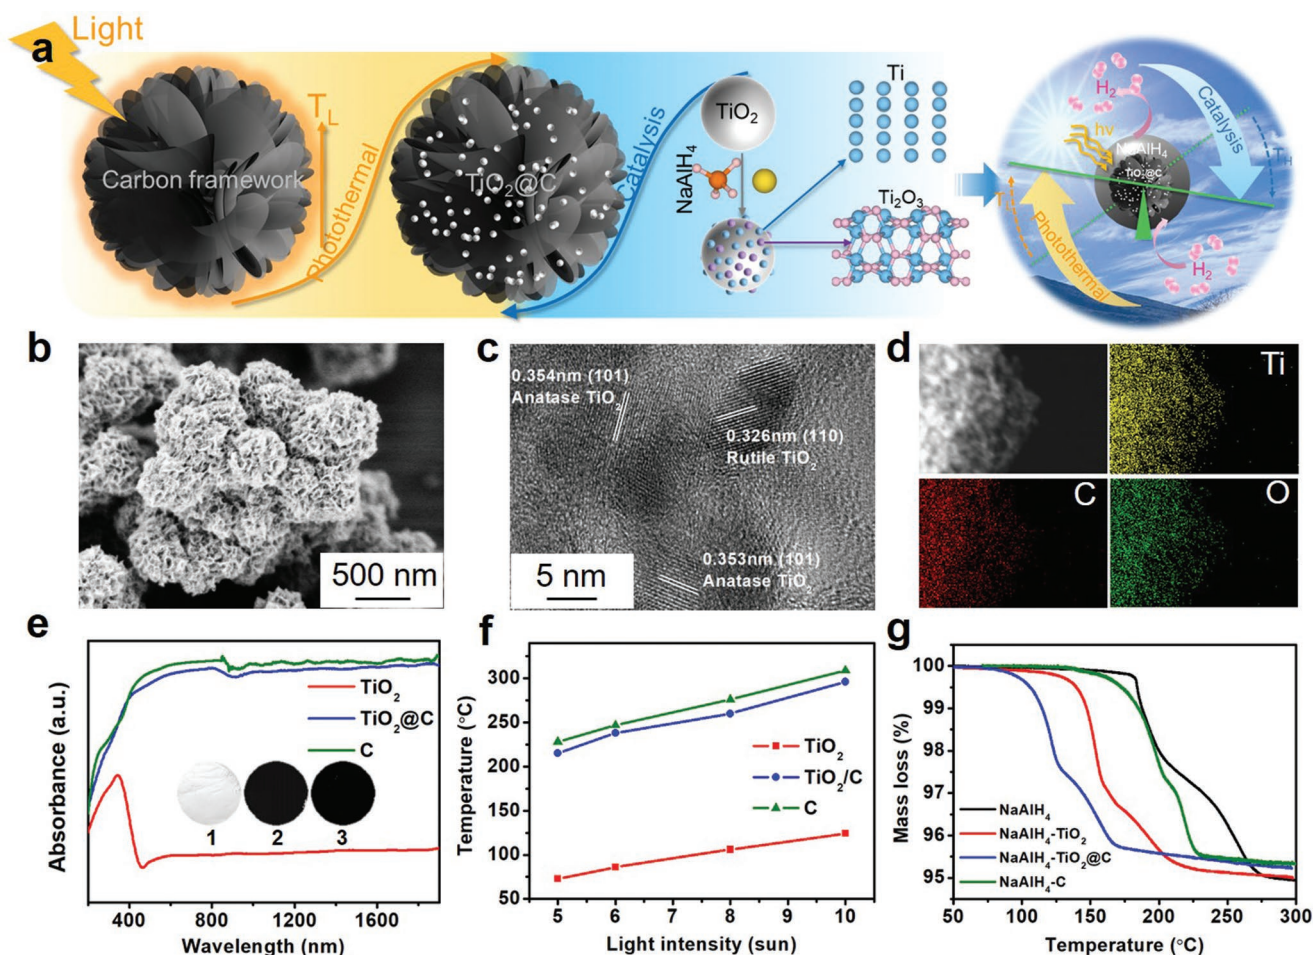 a
Light
T_L
Carbon framework
Photothermal
TiO₂@C
Catalysis
TiO₂
NaAlH₄
Ti
Ti₂O₃
H₂
Catalysis
hν
NaAlH₄
TiO₂@C
T_H
Photothermal
H₂
b
500 nm
c
0.354nm (101)
Anatase TiO₂
0.326nm (110)
Rutile TiO₂
0.353nm (101)
Anatase TiO
5 nm
d
Ti
C
O
e
Absorbance (a.u.)
TiO₂
TiO₂@C
C
1 2 3
400 800 1200 1600
Wavelength (nm)
f
Temperature (°C)
300
250
200
150
100
50
TiO₂
TiO₂/C
C
5 6 7 8 9 10
Light intensity (sun)
g
Mass loss (%)
100
99
98
97
96
95
NaAlH₄
NaAlH₄-TiO₂
NaAlH₄-TiO₂@C
NaAlH₄-C
50 100 150 200 250 300
Temperature (°C)